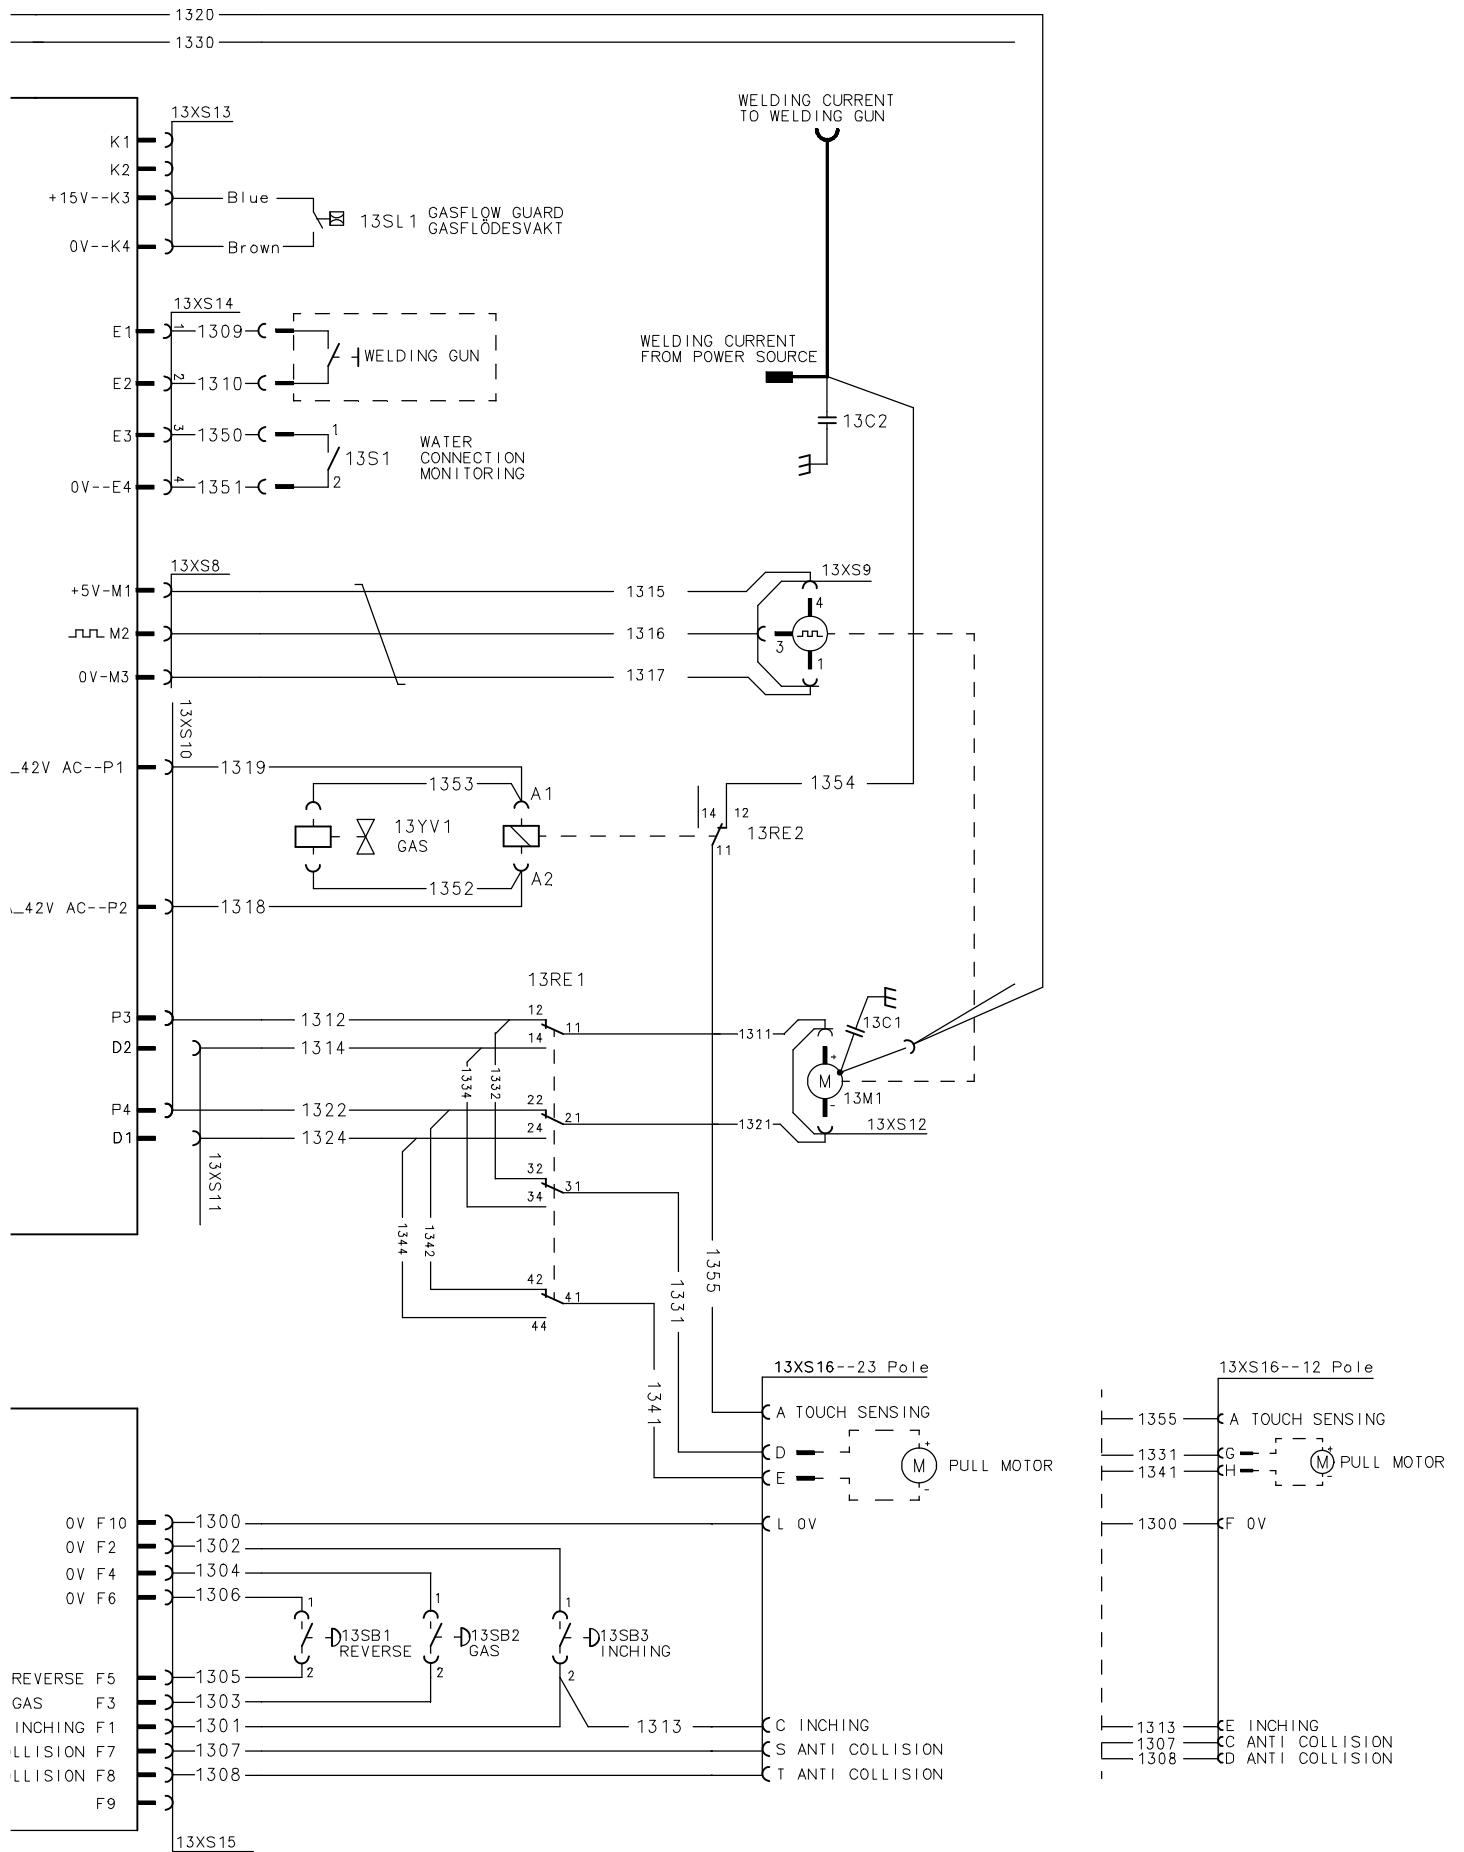 1320
1330
13XS13
K1
K2
+15V--K3
Blue
0V--K4
Brown
13SL1
GASFLOW GUARD
GASFLÖDESVAKT
WELDING CURRENT
TO WELDING GUN
13XS14
E1
1
1309
E2
2
1310
WELDING GUN
E3
3
1350
0V--E4
4
1351
1
13S1
2
WATER
CONNECTION
MONITORING
WELDING CURRENT
FROM POWER SOURCE
13C2
13XS8
+5V-M1
1315
M2
1316
0V-M3
1317
13XS9
4
3
1
13XS10
_42V AC--P1
1319
1353
A1
13YV1
GAS
1352
A2
_42V AC--P2
1318
1354
14
12
13RE2
11
13RE1
P3
1312
12
11
1311
D2
1314
14
1334
1332
P4
1322
22
21
1321
D1
1324
24
13XS11
32
31
34
1344
1342
42
41
44
13C1
+
M
13M1
-
13XS12
1355
1331
1341
13XS16--23 Pole
A TOUCH SENSING
D
E
+
M
-
PULL MOTOR
L 0V
C INCHING
S ANTI COLLISION
T ANTI COLLISION
13XS16--12 Pole
1355
A TOUCH SENSING
1331
G
1341
H
+
M
-
PULL MOTOR
1300
F 0V
1313
E INCHING
1307
C ANTI COLLISION
1308
D ANTI COLLISION
0V F10
1300
0V F2
1302
0V F4
1304
0V F6
1306
1
13SB1
REVERSE
2
1
13SB2
GAS
2
1
13SB3
INCHING
2
REVERSE F5
1305
GAS F3
1303
INCHING F1
1301
1313
LLISION F7
1307
LLISION F8
1308
F9
13XS15